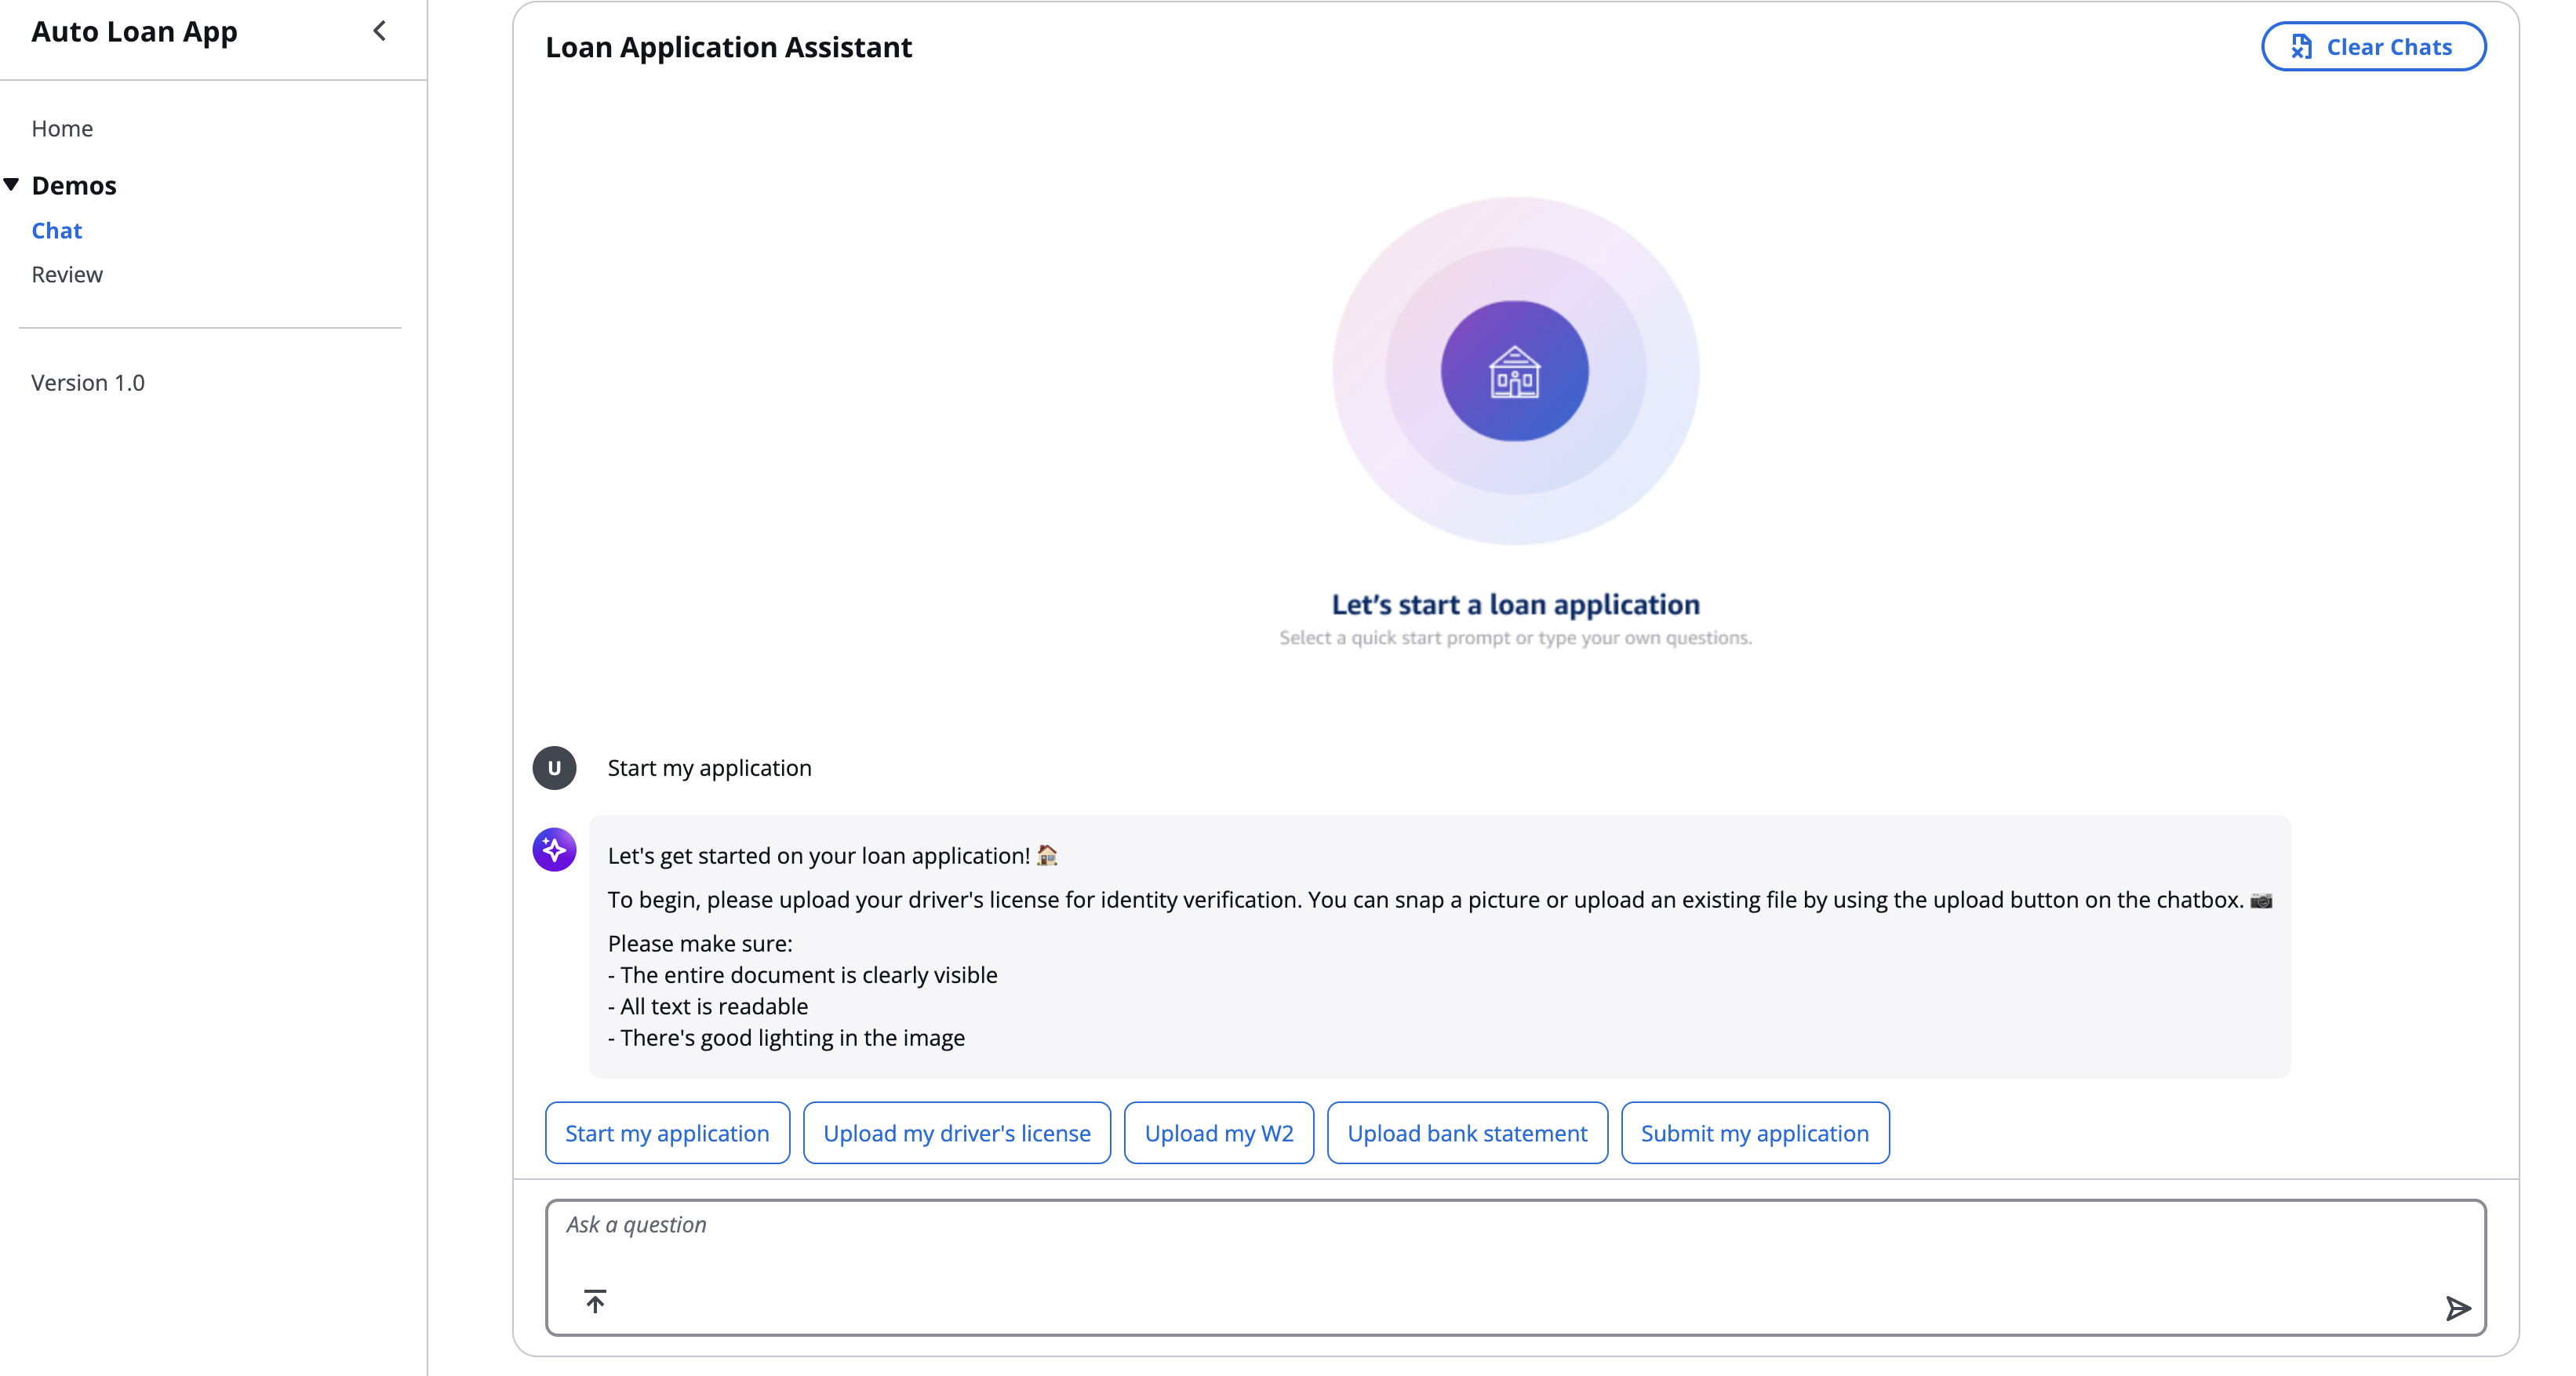 Auto Loan App
Home
Demos
Chat
Review
Version 1.0
Loan Application Assistant
Clear Chats
Let's start a loan application
Select a quick start prompt or type your own questions.
U
Start my application
Let's get started on your loan application! 🏠
To begin, please upload your driver's license for identity verification. You can snap a picture or upload an existing file by using the upload button on the chatbox. 📷
Please make sure:
- The entire document is clearly visible
- All text is readable
- There's good lighting in the image
Start my application
Upload my driver's license
Upload my W2
Upload bank statement
Submit my application
Ask a question